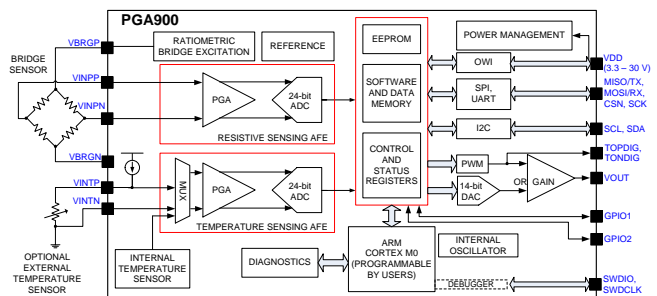 PGA900
VBRGP
RATIOMETRIC
BRIDGE EXCITATION
REFERENCE
EEPROM
POWER MANAGEMENT
BRIDGE
SENSOR
VDD
(3.3 – 30 V)
OWI
VINPP
PGA
24-bit
ADC
SOFTWARE
AND DATA
MEMORY
SPI,
UART
MISO/TX,
MOSI/RX,
CSN, SCK
VINPN
RESISTIVE SENSING AFE
I2C
SCL, SDA
VBRGN
CONTROL
AND
STATUS
REGISTERS
TOPDIG,
TONDIG
PWM
VINTP
MUX
PGA
24-bit
ADC
14-bit
DAC
OR
GAIN
VOUT
VINTN
TEMPERATURE SENSING AFE
GPIO1
GPIO2
OPTIONAL
EXTERNAL
TEMPERATURE
SENSOR
INTERNAL
TEMPERATURE
SENSOR
DIAGNOSTICS
ARM
CORTEX M0
(PROGRAMMABLE
BY USERS)
INTERNAL
OSCILLATOR
DEBUGGER
SWDIO,
SWDCLK